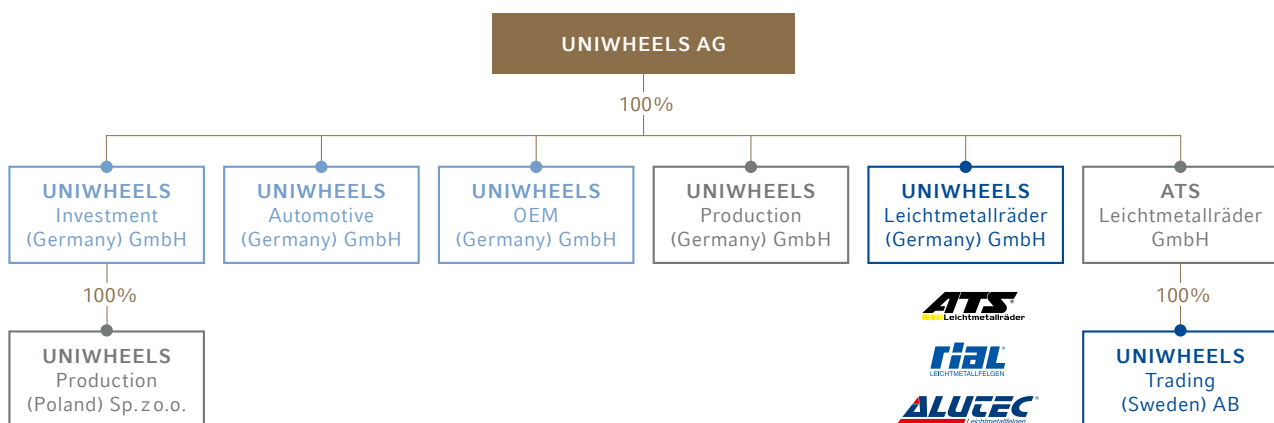 UNIWHEELS AG
100%
UNIWHEELS
Investment
(Germany) GmbH
UNIWHEELS
Automotive
(Germany) GmbH
UNIWHEELS
OEM
(Germany) GmbH
UNIWHEELS
Production
(Germany) GmbH
UNIWHEELS
Leichtmetallräder
(Germany) GmbH
ATS
Leichtmetallräder
GmbH
100%
100%
UNIWHEELS
Production
(Poland) Sp. z o.o.
ATS®
Leichtmetallräder
rial®
LEICHTMETALLFELGEN
ALUTEC®
Leichtmetallfelgen
UNIWHEELS
Trading
(Sweden) AB